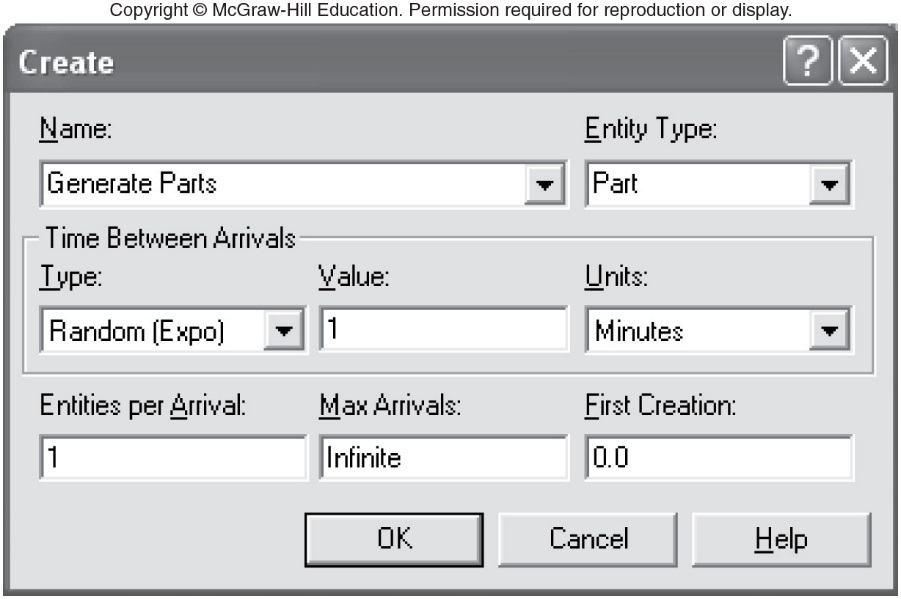 Copyright © McGraw-Hill Education. Permission required for reproduction or display.
Create
Name: Entity Type:
Generate Parts Part
Time Between Arrivals
Type: Value: Units:
Random (Expo) 1 Minutes
Entities per Arrival: Max Arrivals: First Creation:
1 Infinite 0.0
OK Cancel Help